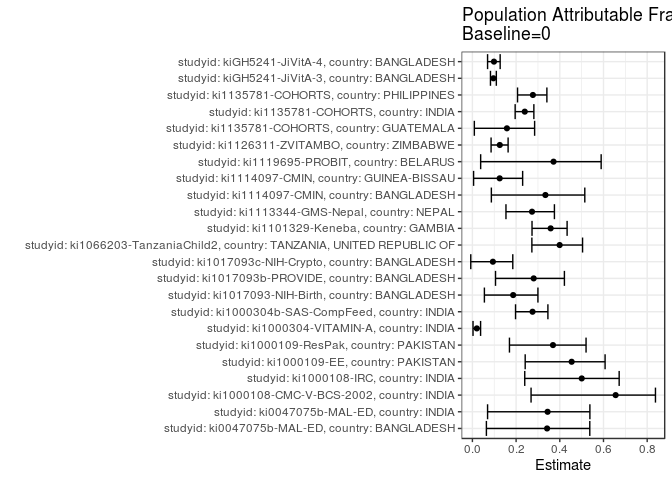 Population Attributable Fra
Baseline=0
studyid: kiGH5241-JiVitA-4, country: BANGLADESH
studyid: kiGH5241-JiVitA-3, country: BANGLADESH
studyid: ki1135781-COHORTS, country: PHILIPPINES
studyid: ki1135781-COHORTS, country: INDIA
studyid: ki1135781-COHORTS, country: GUATEMALA
studyid: ki1126311-ZVITAMBO, country: ZIMBABWE
studyid: ki1119695-PROBIT, country: BELARUS
studyid: ki1114097-CMIN, country: GUINEA-BISSAU
studyid: ki1114097-CMIN, country: BANGLADESH
studyid: ki1113344-GMS-Nepal, country: NEPAL
studyid: ki1101329-Keneba, country: GAMBIA
studyid: ki1066203-TanzaniaChild2, country: TANZANIA, UNITED REPUBLIC OF
studyid: ki1017093c-NIH-Crypto, country: BANGLADESH
studyid: ki1017093b-PROVIDE, country: BANGLADESH
studyid: ki1017093-NIH-Birth, country: BANGLADESH
studyid: ki1000304b-SAS-CompFeed, country: INDIA
studyid: ki1000304-VITAMIN-A, country: INDIA
studyid: ki1000109-ResPak, country: PAKISTAN
studyid: ki1000109-EE, country: PAKISTAN
studyid: ki1000108-IRC, country: INDIA
studyid: ki1000108-CMC-V-BCS-2002, country: INDIA
studyid: ki0047075b-MAL-ED, country: INDIA
studyid: ki0047075b-MAL-ED, country: BANGLADESH
0.0 0.2 0.4 0.6 0.8
Estimate